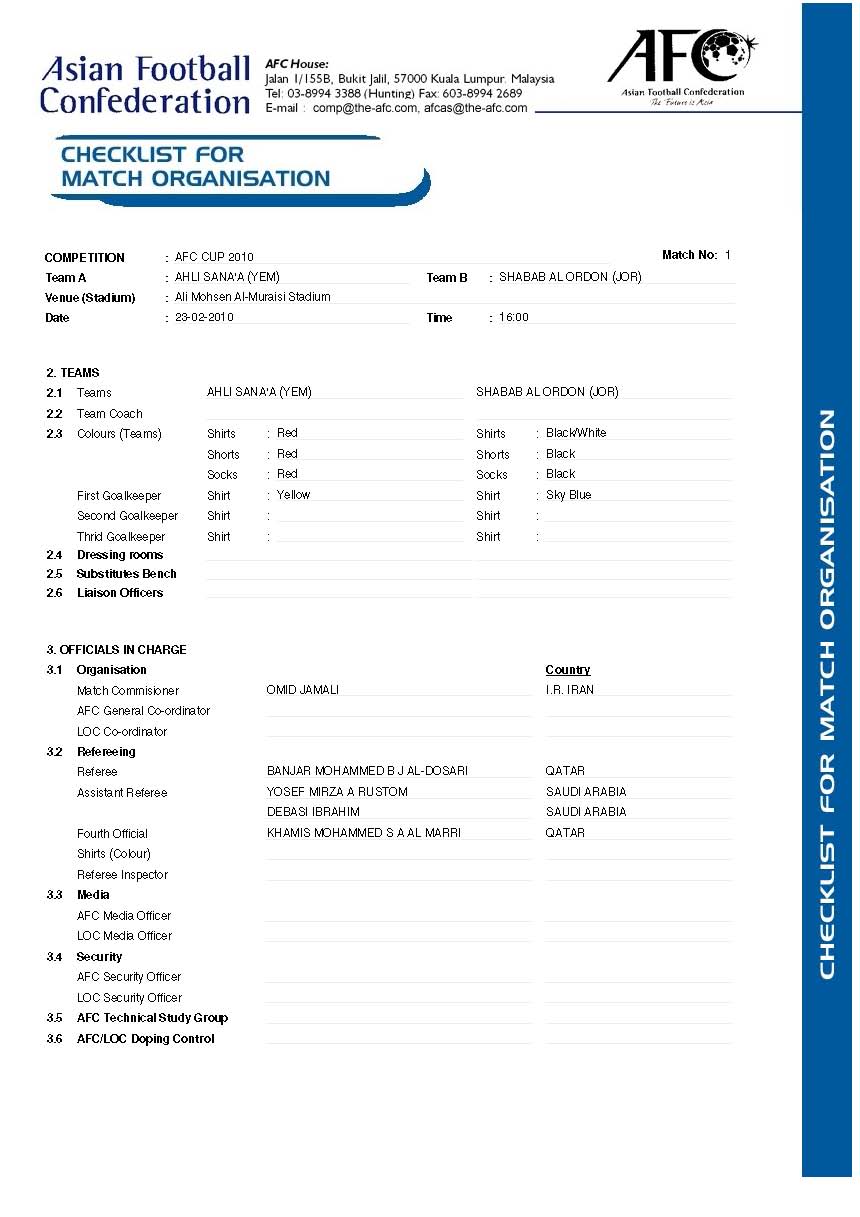 Asian Football
Confederation
AFC House:
Jalan 1/155B, Bukit Jalil, 57000 Kuala Lumpur. Malaysia
Tel: 03-8994 3388 (Hunting) Fax: 603-8994 2689
E-mail : comp@the-afc.com, afcas@the-afc.com
AFC
Asian Football Confederation
The Future is Asia
CHECKLIST FOR
MATCH ORGANISATION
COMPETITION : AFC CUP 2010 Match No: 1
Team A : AHLI SANA'A (YEM) Team B : SHABAB AL ORDON (JOR)
Venue (Stadium) : Ali Mohsen Al-Muraisi Stadium
Date : 23-02-2010 Time : 16:00
2. TEAMS
2.1 Teams AHLI SANA'A (YEM) SHABAB AL ORDON (JOR)
2.2 Team Coach
2.3 Colours (Teams) Shirts : Red Shirts : Black/White
Shorts : Red Shorts : Black
Socks : Red Socks : Black
First Goalkeeper Shirt : Yellow Shirt : Sky Blue
Second Goalkeeper Shirt : Shirt :
Thrid Goalkeeper Shirt : Shirt :
2.4 Dressing rooms
2.5 Substitutes Bench
2.6 Liaison Officers
3. OFFICIALS IN CHARGE
3.1 Organisation Country
Match Commisioner OMID JAMALI I.R. IRAN
AFC General Co-ordinator
LOC Co-ordinator
3.2 Refereeing
Referee BANJAR MOHAMMED B J AL-DOSARI QATAR
Assistant Referee YOSEF MIRZA A RUSTOM SAUDI ARABIA
DEBASI IBRAHIM SAUDI ARABIA
Fourth Official KHAMIS MOHAMMED S A AL MARRI QATAR
Shirts (Colour)
Referee Inspector
3.3 Media
AFC Media Officer
LOC Media Officer
3.4 Security
AFC Security Officer
LOC Security Officer
3.5 AFC Technical Study Group
3.6 AFC/LOC Doping Control
CHECKLIST FOR MATCH ORGANISATION